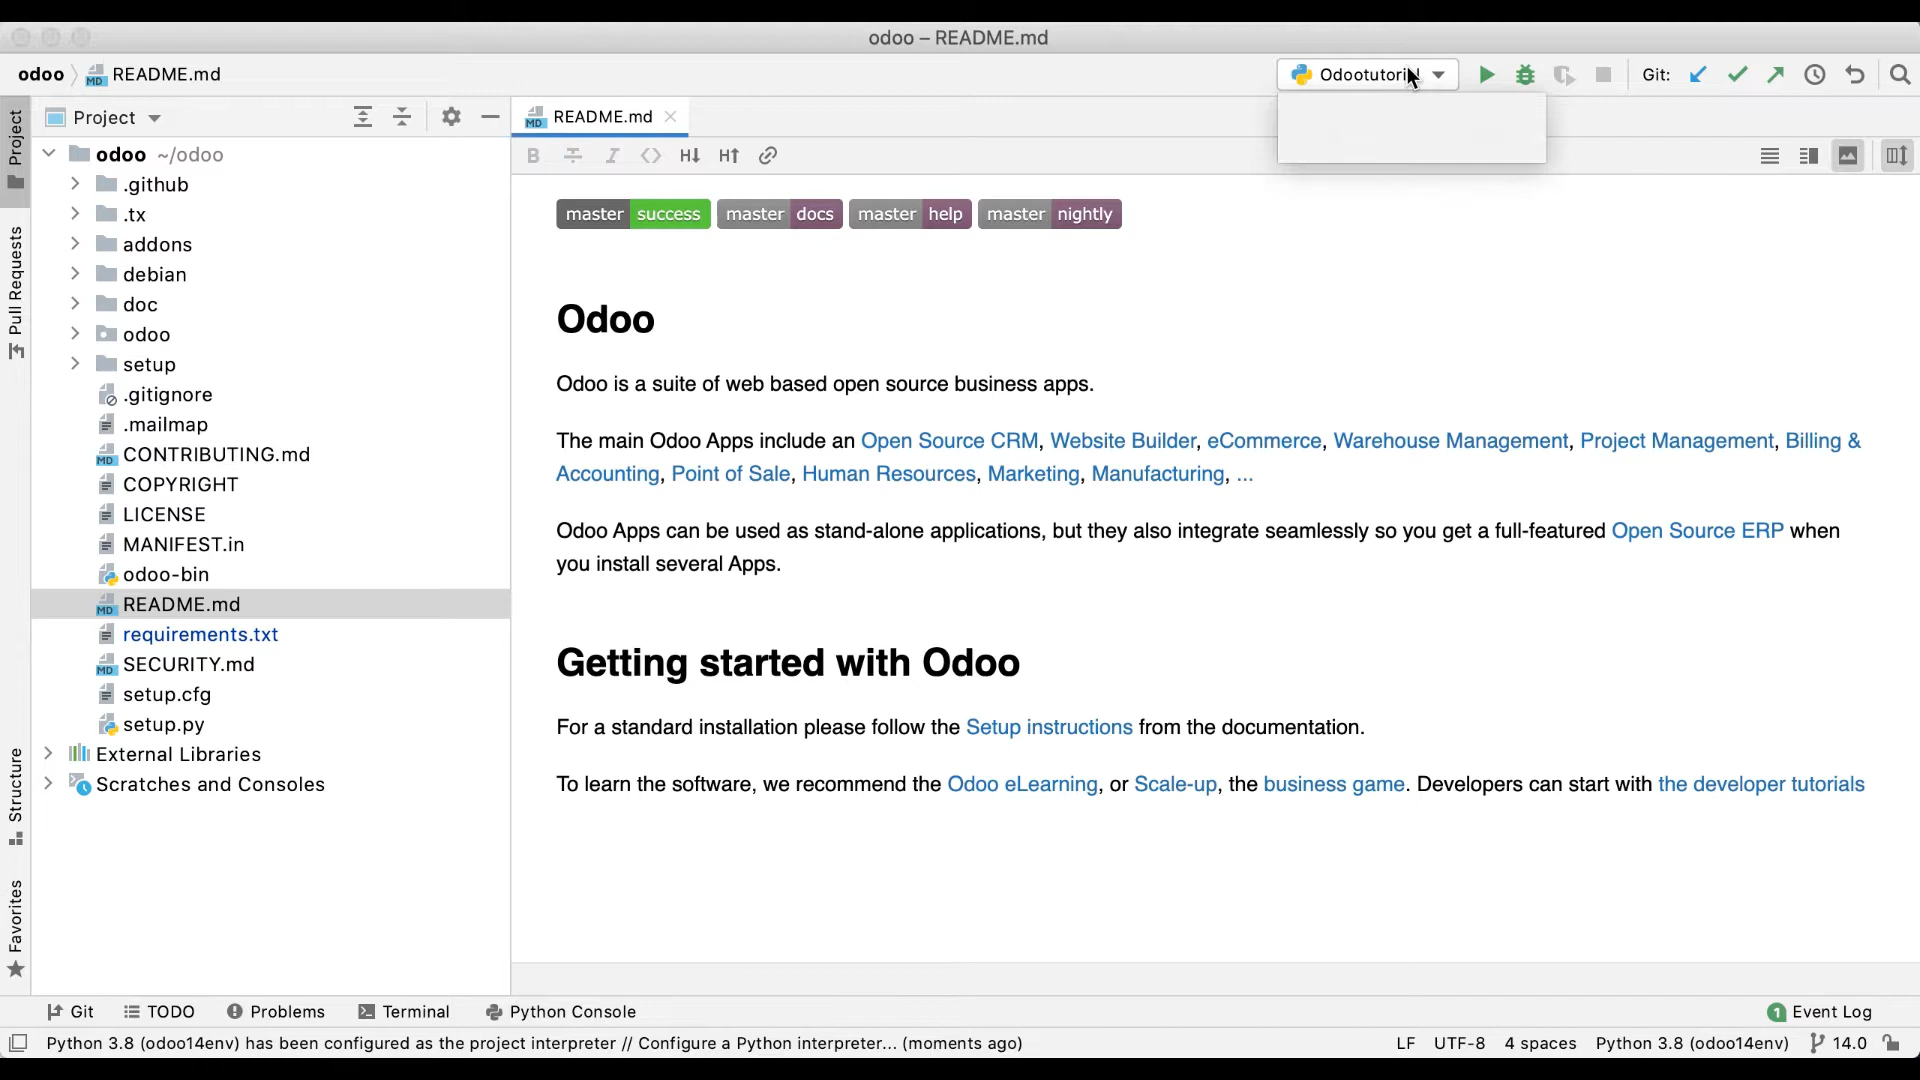 odoo – README.md
odoo README.md
Git:
Project
README.md
Project
Pull Requests
Structure
Favorites
odoo ~/odoo
.github
.tx
addons
debian
doc
odoo
setup
.gitignore
.mailmap
CONTRIBUTING.md
COPYRIGHT
LICENSE
MANIFEST.in
odoo-bin
README.md
requirements.txt
SECURITY.md
setup.cfg
setup.py
External Libraries
Scratches and Consoles
master success master docs master help master nightly
Odoo
Odoo is a suite of web based open source business apps.
The main Odoo Apps include an Open Source CRM, Website Builder, eCommerce, Warehouse Management, Project Management, Billing &
Accounting, Point of Sale, Human Resources, Marketing, Manufacturing, ...
Odoo Apps can be used as stand-alone applications, but they also integrate seamlessly so you get a full-featured Open Source ERP when
you install several Apps.
Getting started with Odoo
For a standard installation please follow the Setup instructions from the documentation.
To learn the software, we recommend the Odoo eLearning, or Scale-up, the business game. Developers can start with the developer tutorials
Git TODO Problems Terminal Python Console 1 Event Log
Python 3.8 (odoo14env) has been configured as the project interpreter // Configure a Python interpreter... (moments ago) LF UTF-8 4 spaces Python 3.8 (odoo14env) 14.0